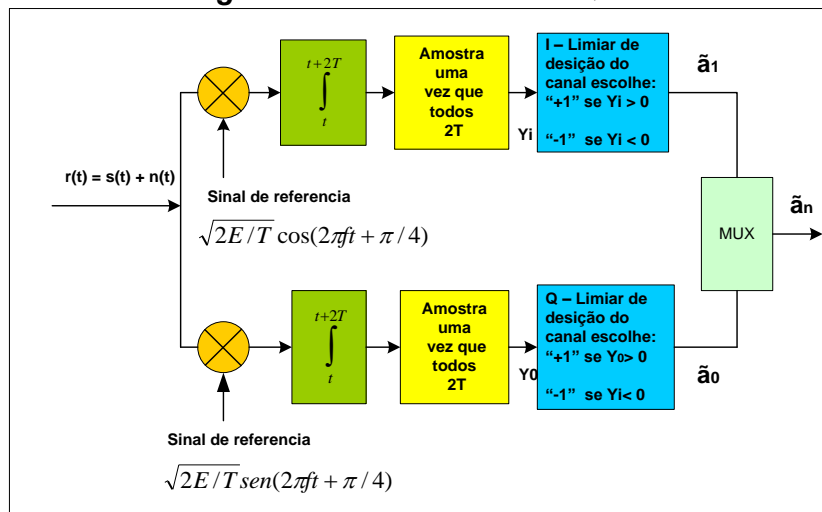 t+2T
∫
t
Amostra
uma
vez que
todos
2T
Yi
I – Limiar de
desição do
canal escolhe:
“+1” se Yi > 0
“-1” se Yi < 0
ã1
r(t) = s(t) + n(t)
Sinal de referencia
√2E/T cos(2πft + π/4)
MUX
ãn
t+2T
∫
t
Amostra
uma
vez que
todos
2T
Y0
Q – Limiar de
desição do
canal escolhe:
“+1” se Y0> 0
“-1” se Yi< 0
ã0
Sinal de referencia
√2E/T sen(2πft + π/4)